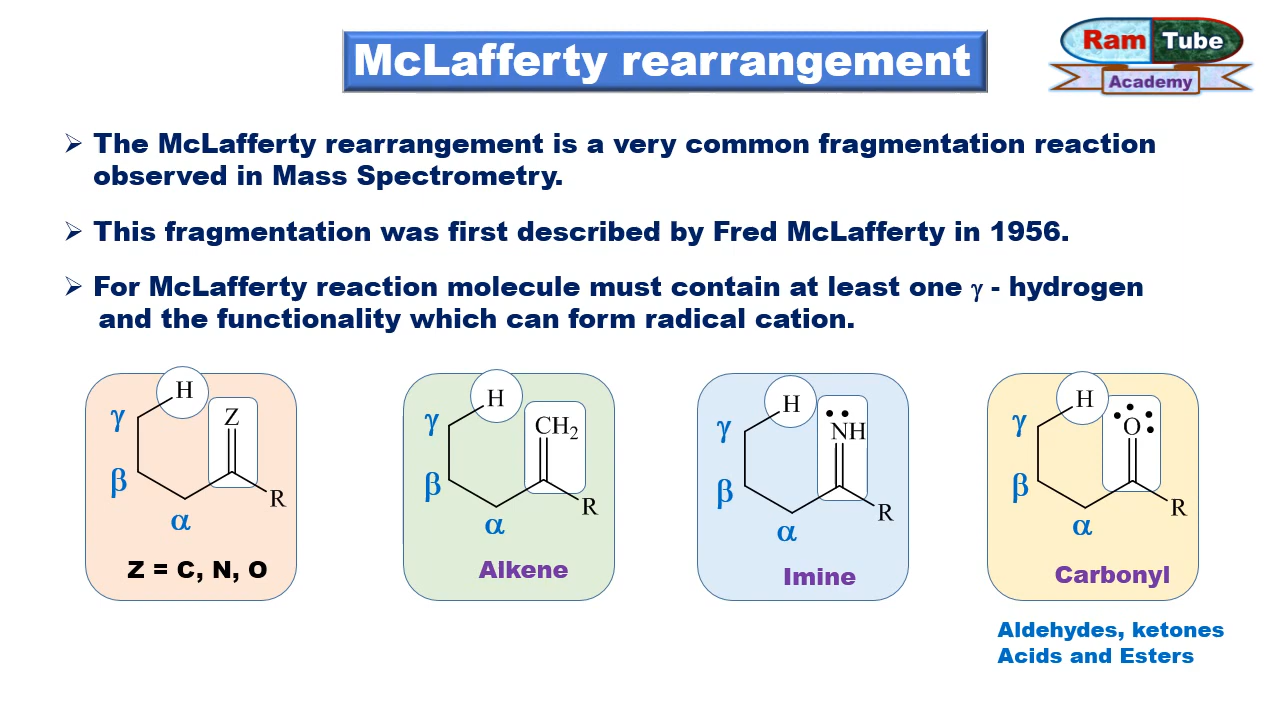 McLafferty rearrangement
Ram Tube
Academy
➢ The McLafferty rearrangement is a very common fragmentation reaction
observed in Mass Spectrometry.
➢ This fragmentation was first described by Fred McLafferty in 1956.
➢ For McLafferty reaction molecule must contain at least one γ - hydrogen
and the functionality which can form radical cation.
H
Z
γ
β
α
R
Z = C, N, O
H
CH₂
γ
β
α
R
Alkene
H
NH
γ
β
α
R
Imine
H
O
γ
β
α
R
Carbonyl
Aldehydes, ketones
Acids and Esters